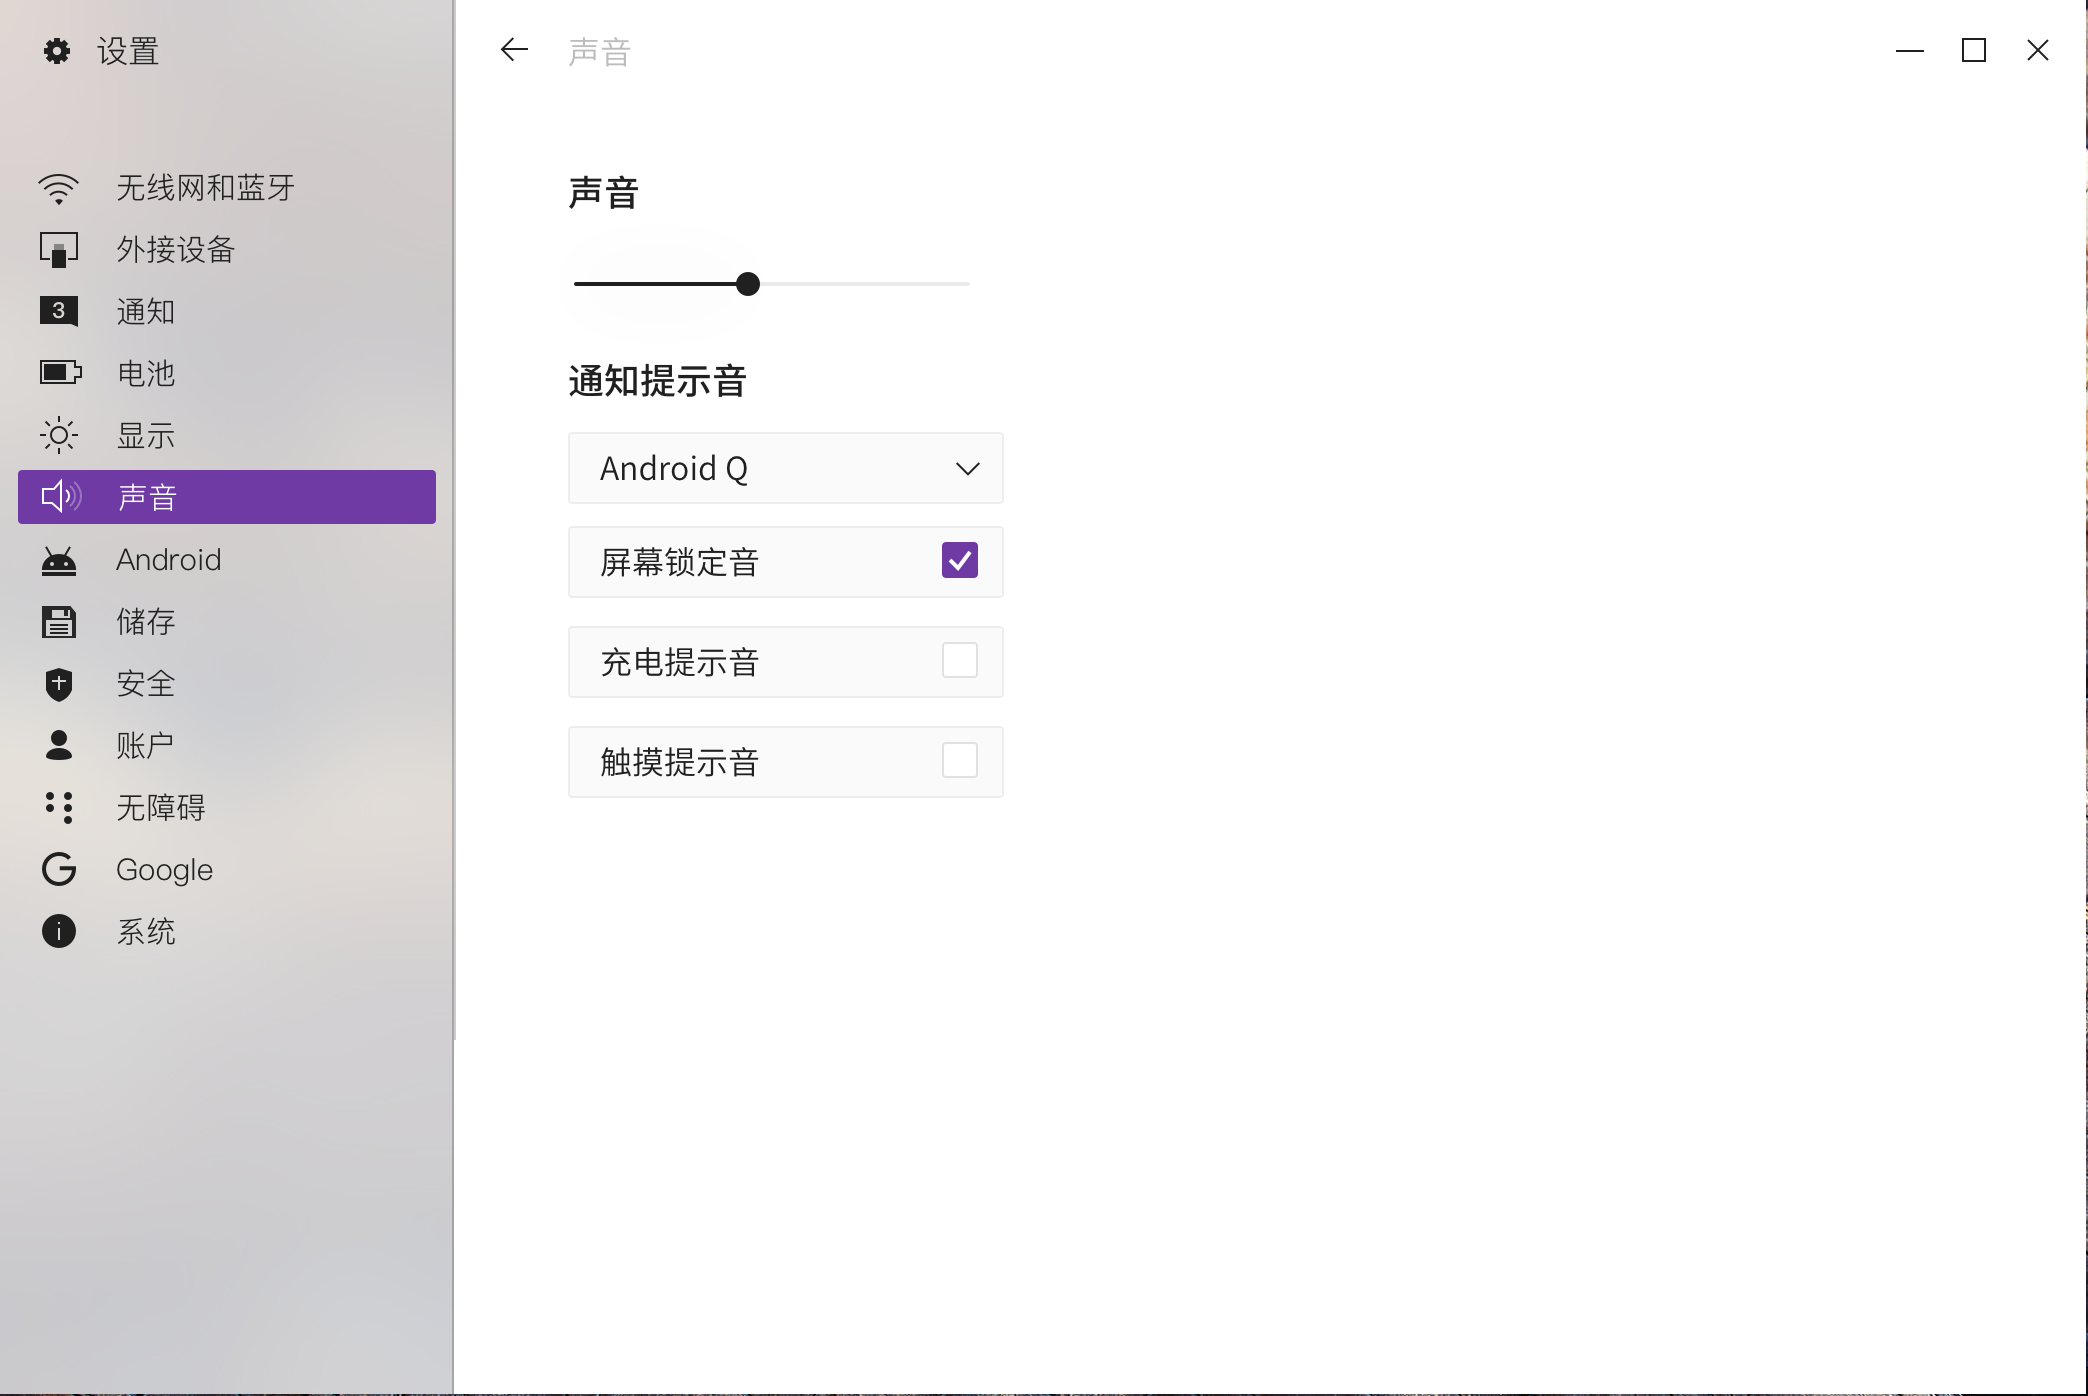 设置
声音
无线网和蓝牙
外接设备
3
通知
电池
显示
声音
Android
储存
安全
账户
无障碍
Google
系统
声音
通知提示音
Android Q
屏幕锁定音
充电提示音
触摸提示音